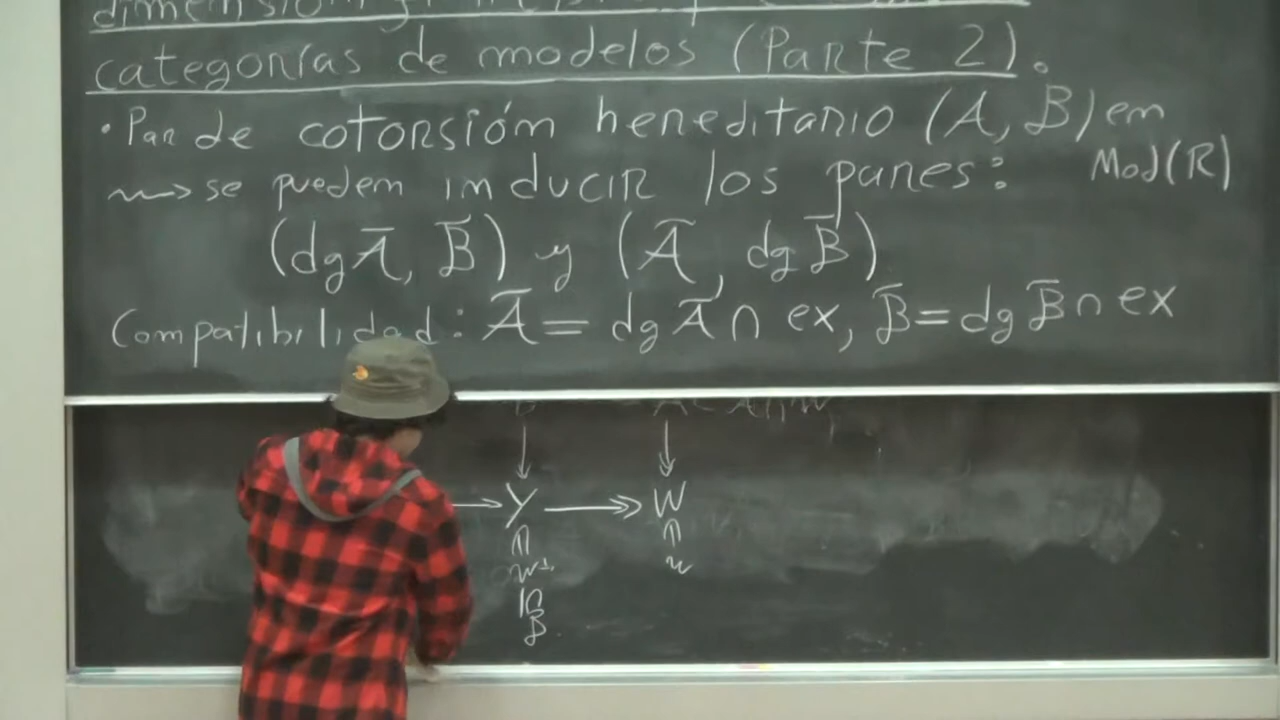 dimensión
categorías de modelos (Parte 2).
• Par de cotorsión hereditario (A, B) en
Mod(R)
⟿ se pueden inducir los pares:
(dg Ã, B̃) y (Ã, dg B̃)
Compatibilidad: Ã = dg Ã ∩ ex, B̃ = dg B̃ ∩ ex
↓ ↓
→ Y ↠ W
∩ ∩
W⊥
∩
B